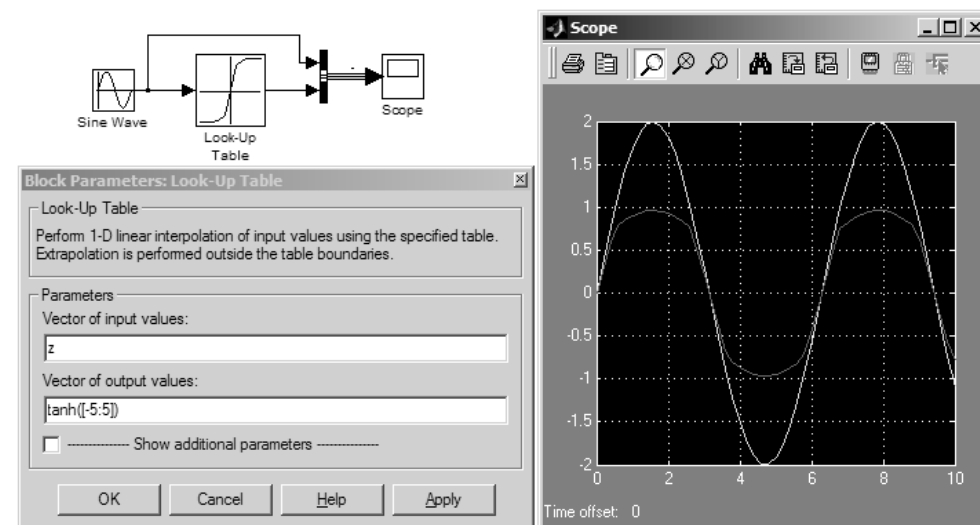 Sine Wave
Look-Up
Table
Scope
Block Parameters: Look-Up Table
Look-Up Table
Perform 1-D linear interpolation of input values using the specified table.
Extrapolation is performed outside the table boundaries.
Parameters
Vector of input values:
z
Vector of output values:
tanh([-5:5])
--------------- Show additional parameters ---------------
OK
Cancel
Help
Apply
Scope
2
1.5
1
0.5
0
-0.5
-1
-1.5
-2
0 2 4 6 8 10
Time offset: 0